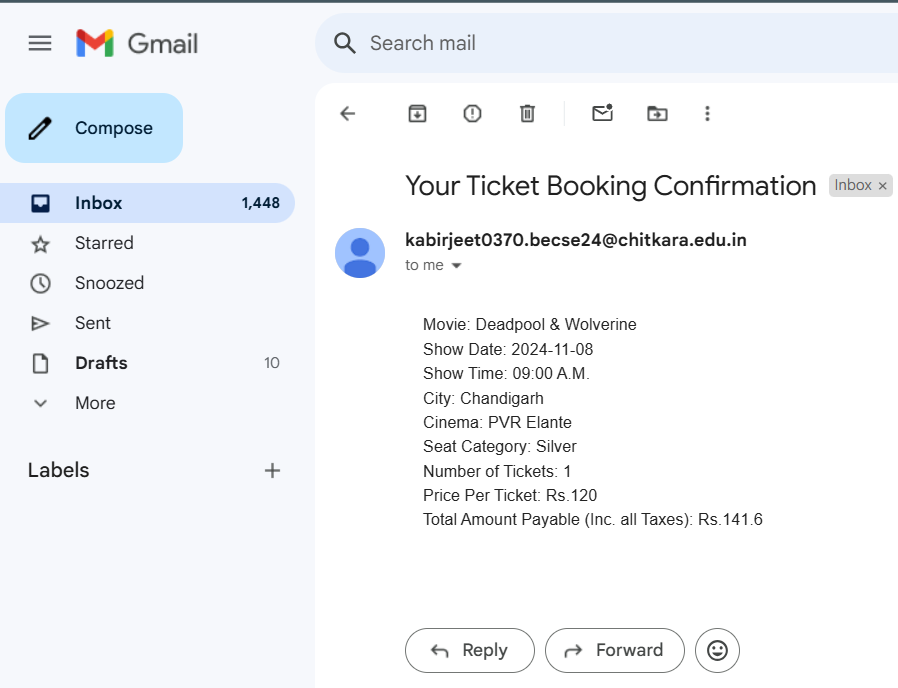 Gmail
Search mail
Compose
Your Ticket Booking Confirmation Inbox ×
Inbox 1,448
kabirjeet0370.becse24@chitkara.edu.in
Starred
to me
Snoozed
Sent
Drafts 10
More
Labels +
Movie: Deadpool & Wolverine
Show Date: 2024-11-08
Show Time: 09:00 A.M.
City: Chandigarh
Cinema: PVR Elante
Seat Category: Silver
Number of Tickets: 1
Price Per Ticket: Rs.120
Total Amount Payable (Inc. all Taxes): Rs.141.6
Reply
Forward